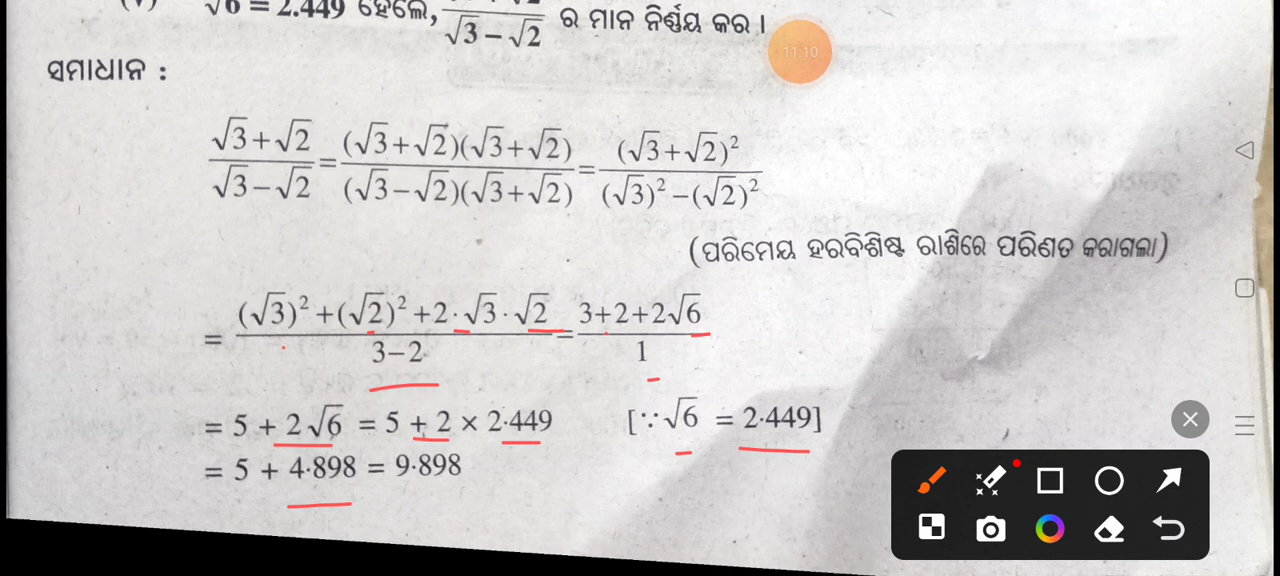 √6 = 2.449 ହେଲେ, / √3 − √2 ର ମାନ ନିର୍ଣ୍ଣୟ କର ।
11:10
ସମାଧାନ :
(√3+√2)/(√3−√2) = (√3+√2)(√3+√2)/(√3−√2)(√3+√2) = (√3+√2)²/(√3)²−(√2)²
(ପରିମେୟ ହରବିଶିଷ୍ଟ ରାଶିରେ ପରିଣତ କରାଗଲା)
= (√3)²+(√2)²+2·√3·√2/3−2 = 3+2+2√6/1
= 5 + 2√6 = 5 + 2 × 2·449 [∵√6 = 2·449]
= 5 + 4·898 = 9·898